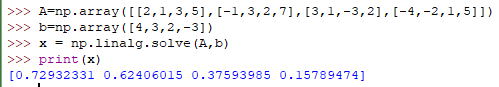 >>> A=np.array([[2,1,3,5],[-1,3,2,7],[3,1,-3,2],[-4,-2,1,5]])
>>> b=np.array([4,3,2,-3])
>>> x = np.linalg.solve(A,b)
>>> print(x)
[0.72932331 0.62406015 0.37593985 0.15789474]